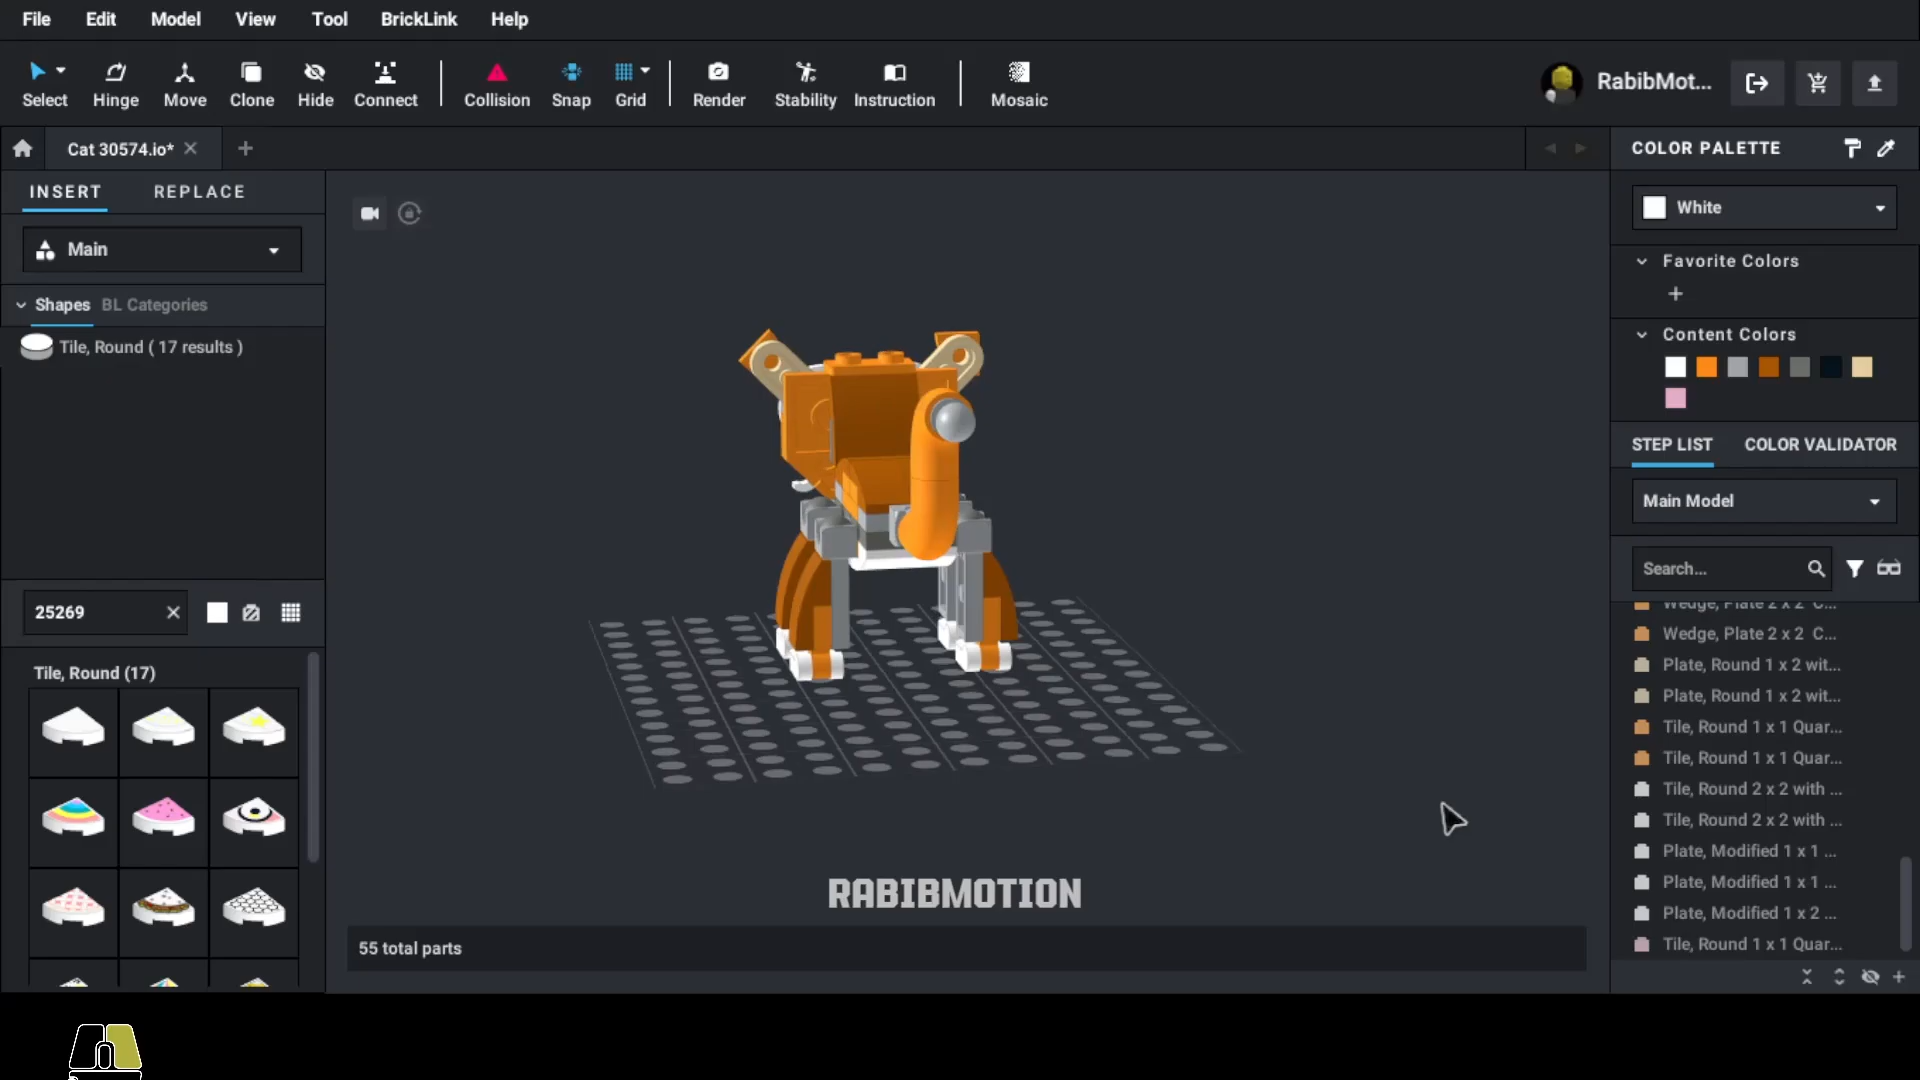 File Edit Model View Tool BrickLink Help
Select Hinge Move Clone Hide Connect Collision Snap Grid Render Stability Instruction Mosaic RabibMot...
Cat 30574.io*
COLOR PALETTE
INSERT REPLACE
White
Main
Favorite Colors
Shapes BL Categories
Content Colors
Tile, Round ( 17 results )
STEP LIST COLOR VALIDATOR
Main Model
Search...
25269
Wedge, Plate 2 x 2 C...
Wedge, Plate 2 x 2 C...
Tile, Round (17)
Plate, Round 1 x 2 wit...
Plate, Round 1 x 2 wit...
Tile, Round 1 x 1 Quar...
Tile, Round 1 x 1 Quar...
Tile, Round 2 x 2 with ...
Tile, Round 2 x 2 with ...
Plate, Modified 1 x 1 ...
Plate, Modified 1 x 1 ...
Plate, Modified 1 x 2 ...
Tile, Round 1 x 1 Quar...
RABIBMOTION
55 total parts